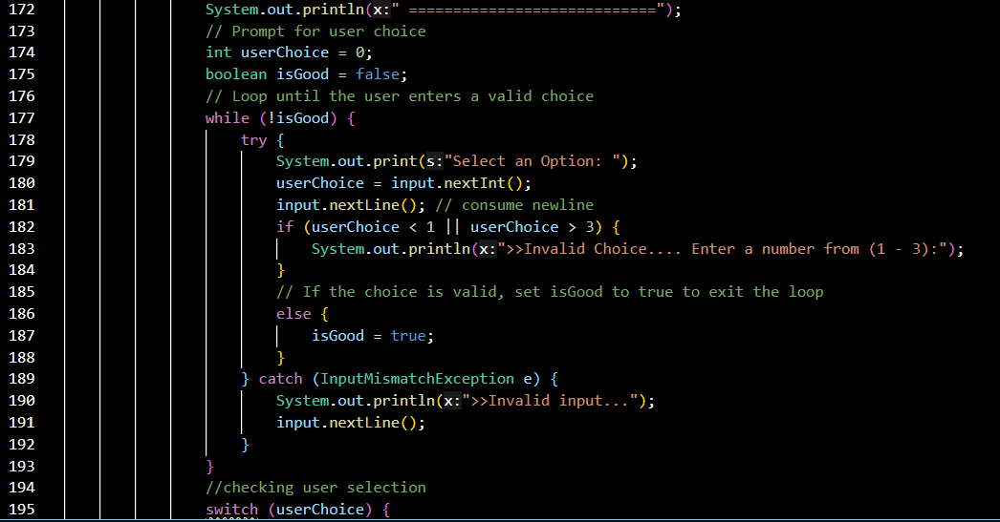 172 System.out.println(x:" ============================");
173 // Prompt for user choice
174 int userChoice = 0;
175 boolean isGood = false;
176 // Loop until the user enters a valid choice
177 while (!isGood) {
178 try {
179 System.out.print(s:"Select an Option: ");
180 userChoice = input.nextInt();
181 input.nextLine(); // consume newline
182 if (userChoice < 1 || userChoice > 3) {
183 System.out.println(x:">>Invalid Choice.... Enter a number from (1 - 3):");
184 }
185 // If the choice is valid, set isGood to true to exit the loop
186 else {
187 isGood = true;
188 }
189 } catch (InputMismatchException e) {
190 System.out.println(x:">>Invalid input...");
191 input.nextLine();
192 }
193 }
194 //checking user selection
195 switch (userChoice) {